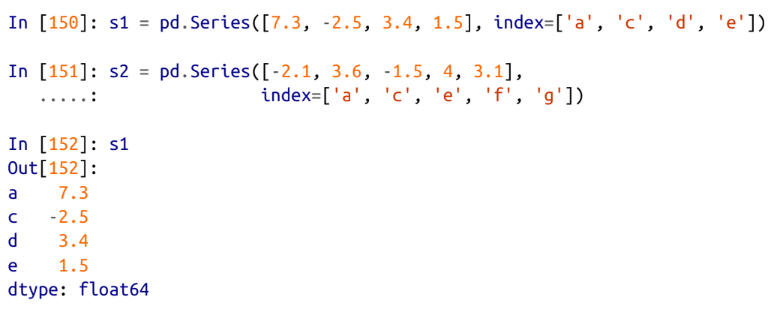 In [150]: s1 = pd.Series([7.3, -2.5, 3.4, 1.5], index=['a', 'c', 'd', 'e'])
In [151]: s2 = pd.Series([-2.1, 3.6, -1.5, 4, 3.1],
.....: index=['a', 'c', 'e', 'f', 'g'])
In [152]: s1
Out[152]:
a 7.3
c -2.5
d 3.4
e 1.5
dtype: float64